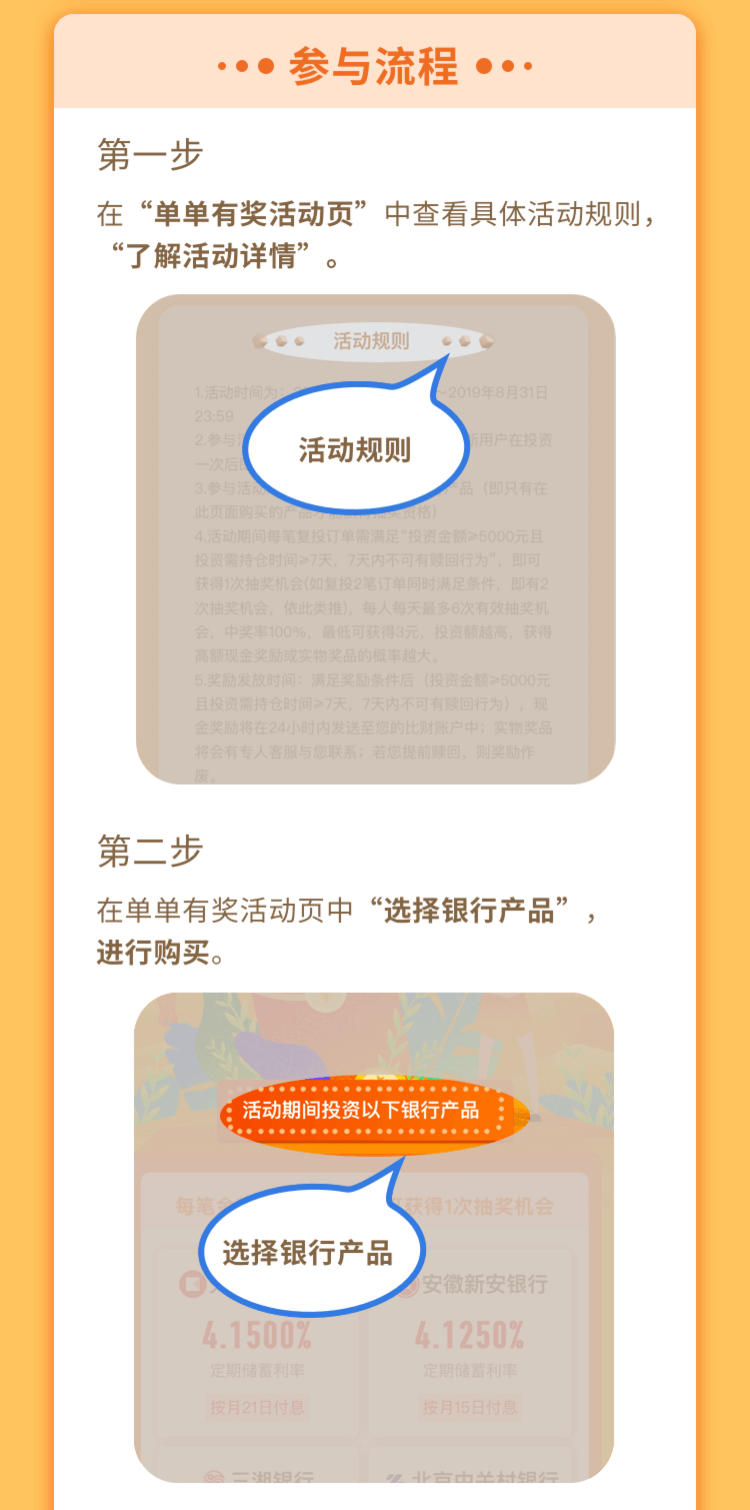 参与流程
第一步
在“单单有奖活动页”中查看具体活动规则，
“了解活动详情”。
活动规则
1.活动时间为：
～2019年8月31日
23:59
活动规则
2.参与
新用户在投资
一次后
3.参与活动
产品（即只有在
此页面购买的产品才能获得抽奖资格）
4.活动期间每笔复投订单需满足“投资金额≥5000元且
投资需持仓时间≥7天，7天内不可有赎回行为”，即可
获得1次抽奖机会(如复投2笔订单同时满足条件，即有2
次抽奖机会，依此类推)，每人每天最多6次有效抽奖机
会，中奖率100%，最低可获得3元，投资额越高，获得
高额现金奖励或实物奖品的概率越大。
5.奖励发放时间：满足奖励条件后（投资金额≥5000元
且投资需持仓时间≥7天，7天内不可有赎回行为），现
金奖励将在24小时内发送至您的比财账户中；实物奖品
将会有专人客服与您联系；若您提前赎回，则奖励作
废。
第二步
在单单有奖活动页中“选择银行产品”，
进行购买。
活动期间投资以下银行产品
每笔
获得1次抽奖机会
选择银行产品
安徽新安银行
4.1500%
4.1250%
定期储蓄利率
定期储蓄利率
按月21日付息
按月15日付息
三湘银行
北京中关村银行